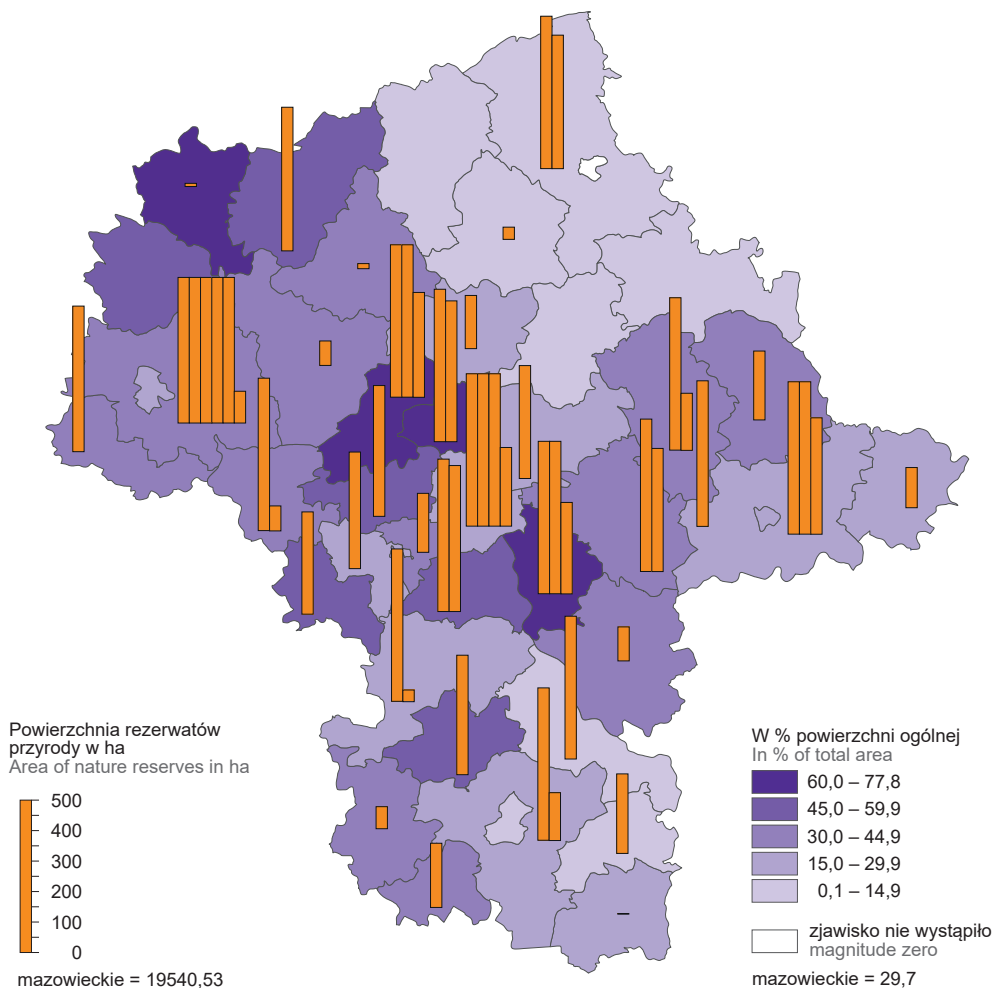 Powierzchnia rezerwatów
przyrody w ha
Area of nature reserves in ha
500
400
300
200
100
0
mazowieckie = 19540,53
W % powierzchni ogólnej
In % of total area
60,0 – 77,8
45,0 – 59,9
30,0 – 44,9
15,0 – 29,9
0,1 – 14,9
zjawisko nie wystąpiło
magnitude zero
mazowieckie = 29,7